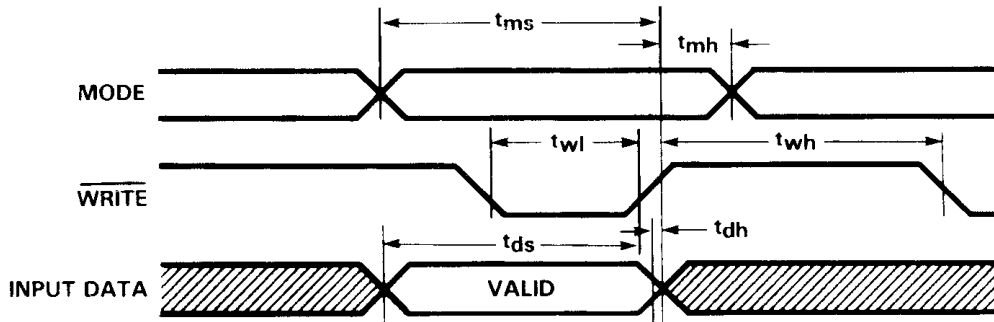 tms
tmh
MODE
twl
twh
WRITE
tds
tdh
INPUT DATA
VALID